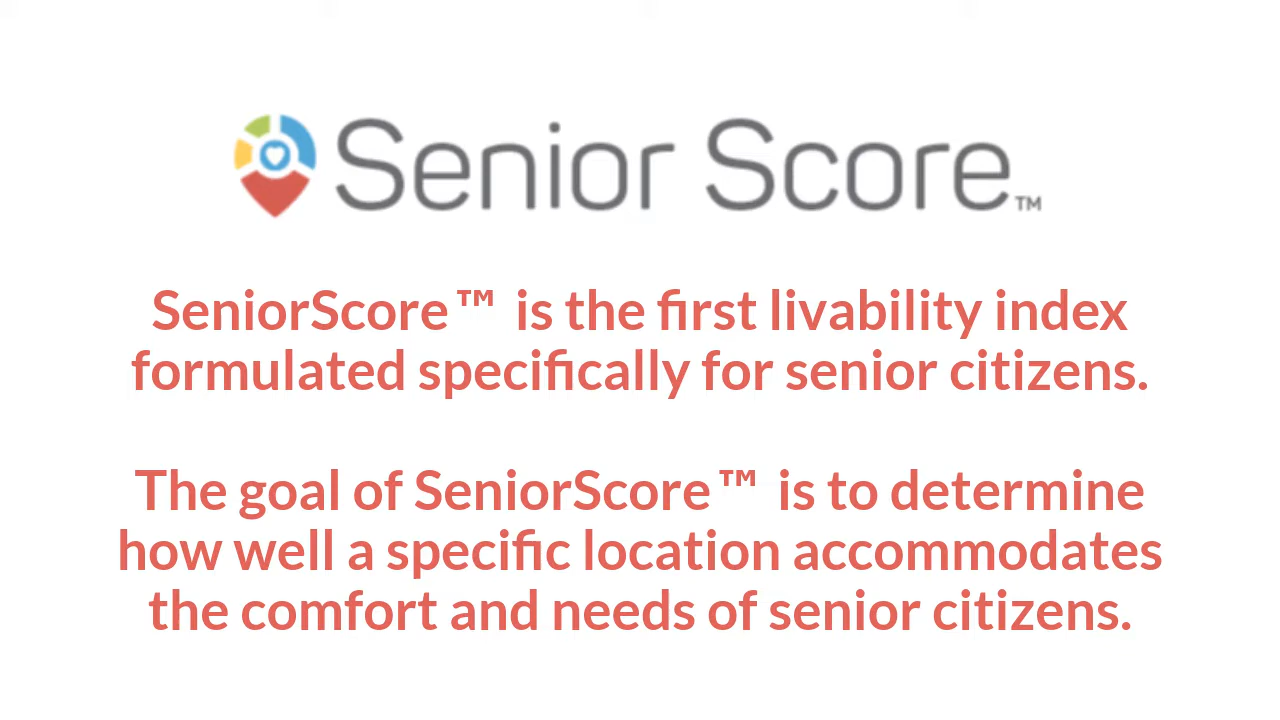 Senior Score™
SeniorScore™ is the first livability index
formulated specifically for senior citizens.
The goal of SeniorScore™ is to determine
how well a specific location accommodates
the comfort and needs of senior citizens.